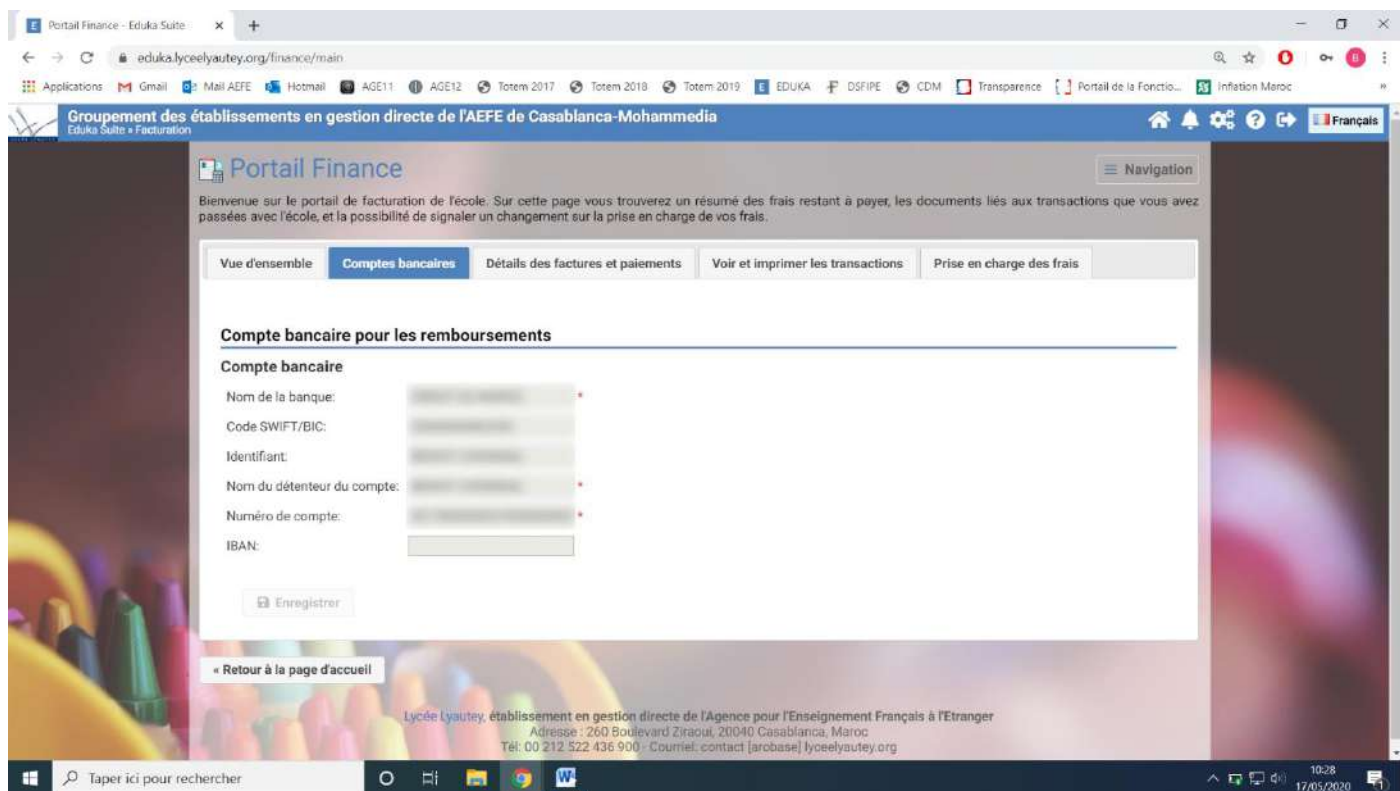 Portail Finance - Eduka Suite
eduka.lyceelyautey.org/finance/main
Applications Gmail Mail AEFE Hotmail AGE11 AGE12 Totem 2017 Totem 2018 Totem 2019 EDUKA DSFIPE CDM Transparence Portail de la Fonctio... Inflation Maroc »
Groupement des établissements en gestion directe de l'AEFE de Casablanca-Mohammedia
Eduka Suite » Facturation
Français
Portail Finance
Navigation
Bienvenue sur le portail de facturation de l'école. Sur cette page vous trouverez un résumé des frais restant à payer, les documents liés aux transactions que vous avez
passées avec l'école, et la possibilité de signaler un changement sur la prise en charge de vos frais.
Vue d'ensemble Comptes bancaires Détails des factures et paiements Voir et imprimer les transactions Prise en charge des frais
Compte bancaire pour les remboursements
Compte bancaire
Nom de la banque: *
Code SWIFT/BIC:
Identifiant:
Nom du détenteur du compte: *
Numéro de compte: *
IBAN:
Enregistrer
« Retour à la page d'accueil
Lycée Lyautey, établissement en gestion directe de l'Agence pour l'Enseignement Français à l'Etranger
Adresse : 260 Boulevard Ziraoui, 20040 Casablanca, Maroc
Tél: 00 212 522 436 900 - Courriel: contact [arobase] lyceelyautey.org
Taper ici pour rechercher
10:28
17/05/2020